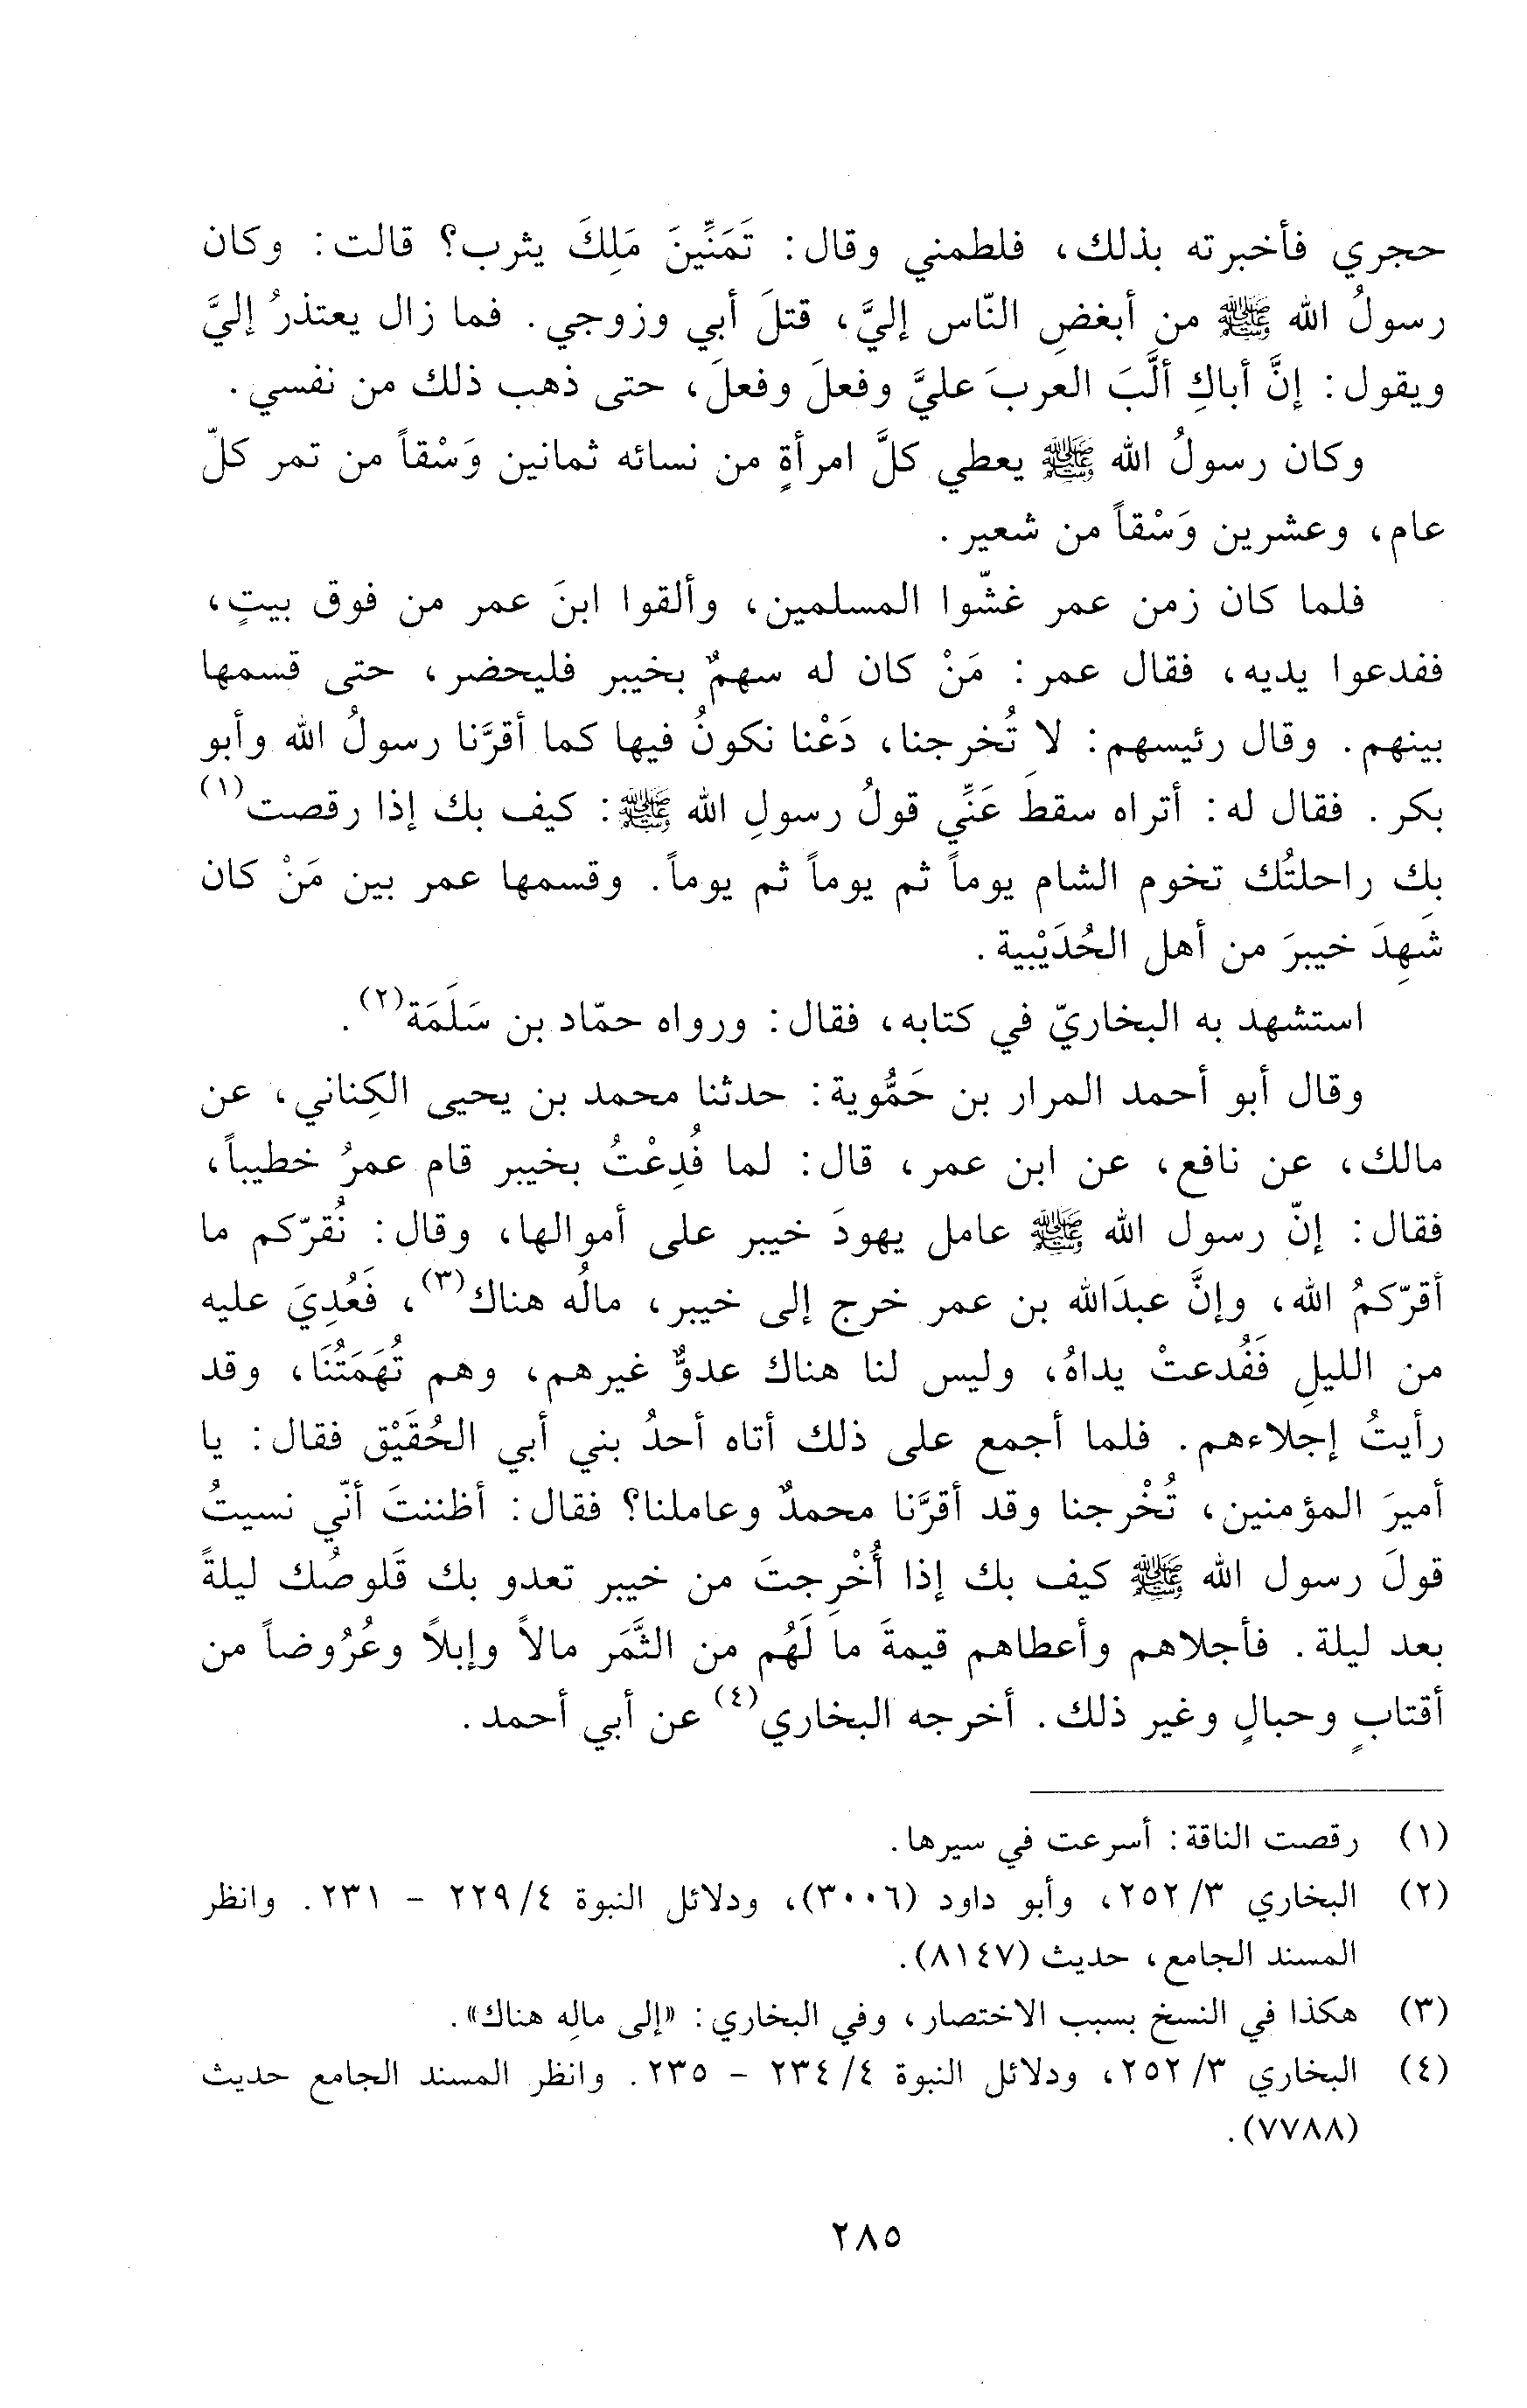 حجري فأخبرته بذلك، فلطمني وقال: تَمَنِّينَ مَلِكَ يثرب؟ قالت: وكان
رسولُ الله ﷺ من أبغضِ النّاس إليَّ، قتلَ أبي وزوجي. فما زال يعتذرُ إليَّ
ويقول: إنَّ أباكِ ألَّبَ العربَ عليَّ وفعلَ وفعلَ، حتى ذهب ذلك من نفسي.
وكان رسولُ الله ﷺ يعطي كلَّ امرأةٍ من نسائه ثمانين وَسْقاً من تمر كلّ
عام، وعشرين وَسْقاً من شعير.
فلما كان زمن عمر غشّوا المسلمين، وألقوا ابنَ عمر من فوق بيتٍ،
ففدعوا يديه، فقال عمر: مَنْ كان له سهمٌ بخيبر فليحضر، حتى قسمها
بينهم. وقال رئيسهم: لا تُخرجنا، دَعْنا نكونُ فيها كما أقرَّنا رسولُ الله وأبو
بكر. فقال له: أتراه سقطَ عَنِّي قولُ رسولِ الله ﷺ: كيف بك إذا رقصت(١)
بِك راحلتُك تخوم الشام يوماً ثم يوماً ثم يوماً. وقسمها عمر بين مَنْ كان
شَهِدَ خيبرَ من أهل الحُدَيْبية.
استشهد به البخاريّ في كتابه، فقال: ورواه حمّاد بن سَلَمَة(٢).
وقال أبو أحمد المرار بن حَمُّوية: حدثنا محمد بن يحيى الكِناني، عن
مالك، عن نافع، عن ابن عمر، قال: لما فُدِعْتُ بخيبر قام عمرُ خطيباً،
فقال: إنّ رسول الله ﷺ عامل يهودَ خيبر على أموالها، وقال: نُقرّكم ما
أقرّكمُ الله، وإنَّ عبدَالله بن عمر خرج إلى خيبر، مالُه هناك(٣)، فَعُدِيَ عليه
من الليلِ فَفُدعتْ يداهُ، وليس لنا هناك عدوٌّ غيرهم، وهم تُهَمَتُنَا، وقد
رأيتُ إجلاءهم. فلما أجمع على ذلك أتاه أحدُ بني أبي الحُقَيْق فقال: يا
أميرَ المؤمنين، تُخْرجنا وقد أقرَّنا محمدٌ وعاملنا؟ فقال: أظننتَ أنّي نسيتُ
قولَ رسول الله ﷺ كيف بك إذا أُخْرِجتَ من خيبر تعدو بك قَلوصُك ليلةً
بعد ليلة. فأجلاهم وأعطاهم قيمةَ ما لَهُم من الثَّمَر مالاً وإبلاً وعُرُوضاً من
أقتابٍ وحبالٍ وغير ذلك. أخرجه البخاري(٤) عن أبي أحمد.
(١) رقصت الناقة: أسرعت في سيرها.
(٢) البخاري ٣/ ٢٥٢، وأبو داود (٣٠٠٦)، ودلائل النبوة ٤/ ٢٢٩ - ٢٣١. وانظر
المسند الجامع، حديث (٨١٤٧).
(٣) هكذا في النسخ بسبب الاختصار، وفي البخاري: «إلى مالِه هناك».
(٤) البخاري ٣/ ٢٥٢، ودلائل النبوة ٤/ ٢٣٤ - ٢٣٥. وانظر المسند الجامع حديث
(٧٧٨٨).
٢٨٥